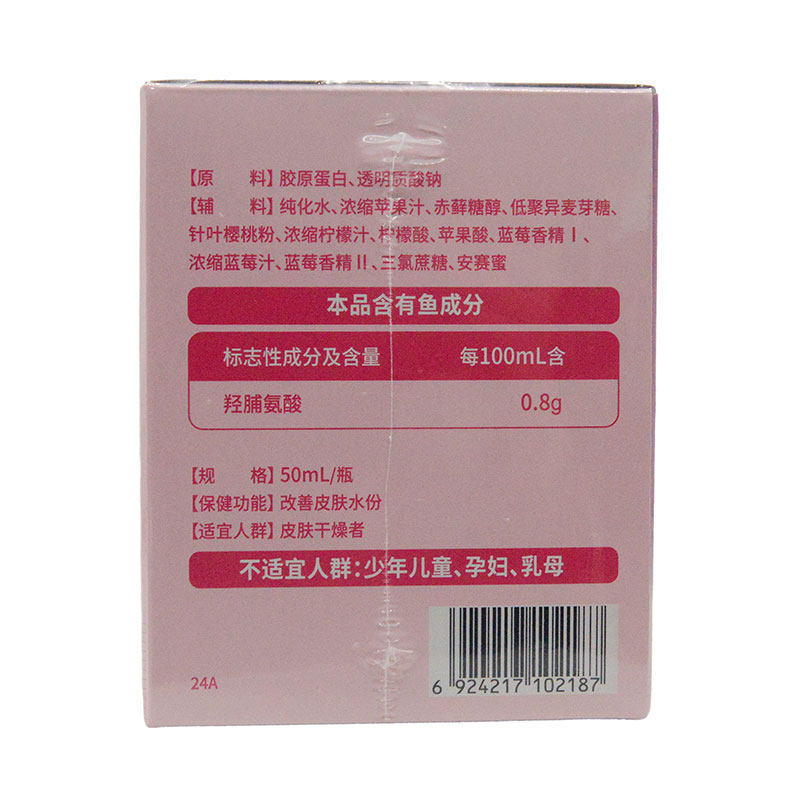 【原 料】胶原蛋白、透明质酸钠
【辅 料】纯化水、浓缩苹果汁、赤藓糖醇、低聚异麦芽糖、
针叶樱桃粉、浓缩柠檬汁、柠檬酸、苹果酸、蓝莓香精Ⅰ、
浓缩蓝莓汁、蓝莓香精Ⅱ、三氯蔗糖、安赛蜜
本品含有鱼成分
标志性成分及含量 每100mL含
羟脯氨酸 0.8g
【规 格】50mL/瓶
【保健功能】改善皮肤水份
【适宜人群】皮肤干燥者
不适宜人群:少年儿童、孕妇、乳母
24A
6 924217 102187